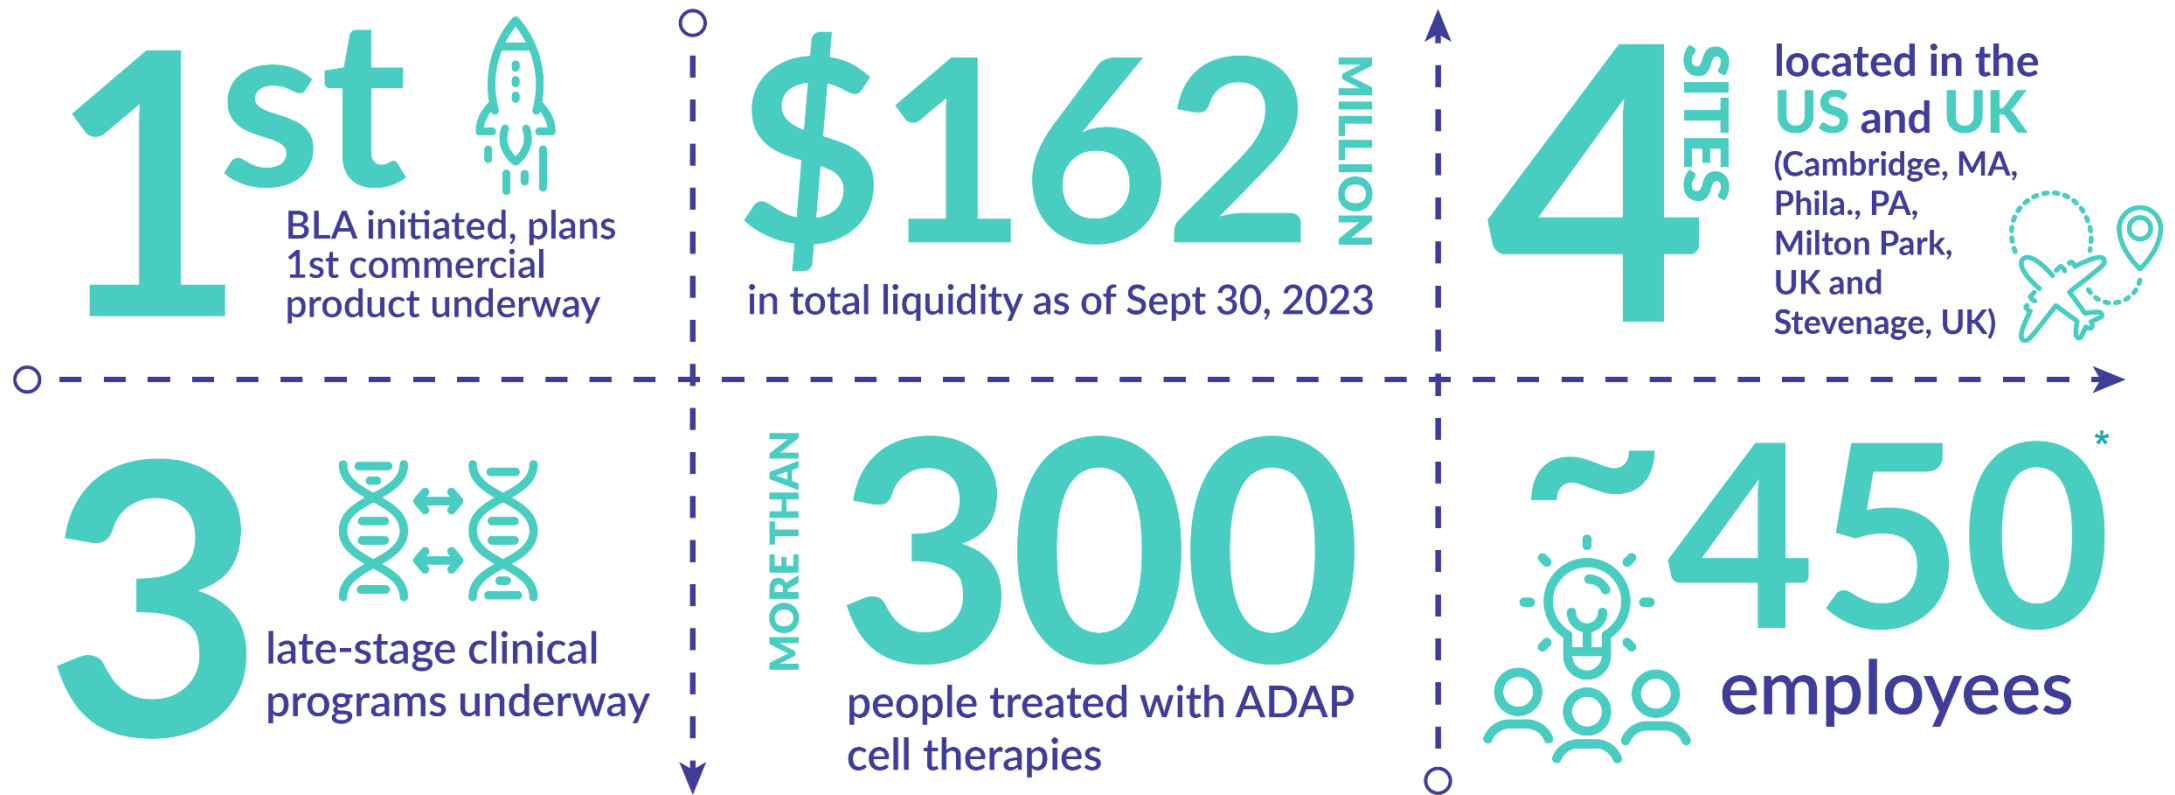 1st
BLA initiated, plans
1st commercial
product underway
$162 MILLION
in total liquidity as of Sept 30, 2023
4 SITES
located in the
US and UK
(Cambridge, MA,
Phila., PA,
Milton Park,
UK and
Stevenage, UK)
3
late-stage clinical
programs underway
MORE THAN 300
people treated with ADAP
cell therapies
~450*
employees